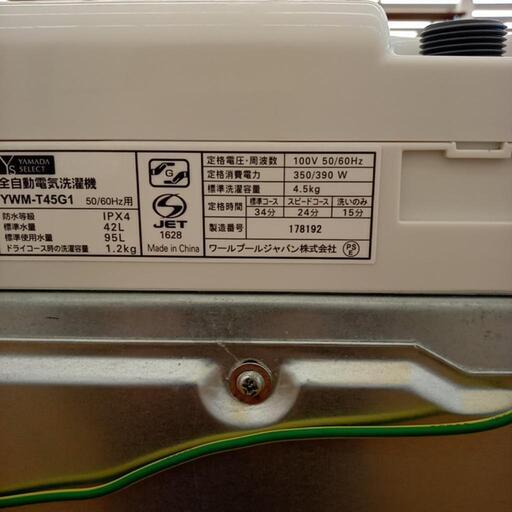 YS YAMADA SELECT
全自動電気洗濯機
YWM-T45G1 50/60Hz用
防水等級 IPX4
標準水量 42L
標準使用水量 95L
ドライコース時の洗濯容量 1.2kg
G
S
JET
1628
Made in China
定格電圧・周波数 100V 50/60Hz
定格消費電力 350/390 W
標準洗濯容量 4.5kg
定格時間 標準コース スピードコース 洗いのみ
34分 24分 15分
製造番号 178192
ワールプールジャパン株式会社
PS
E